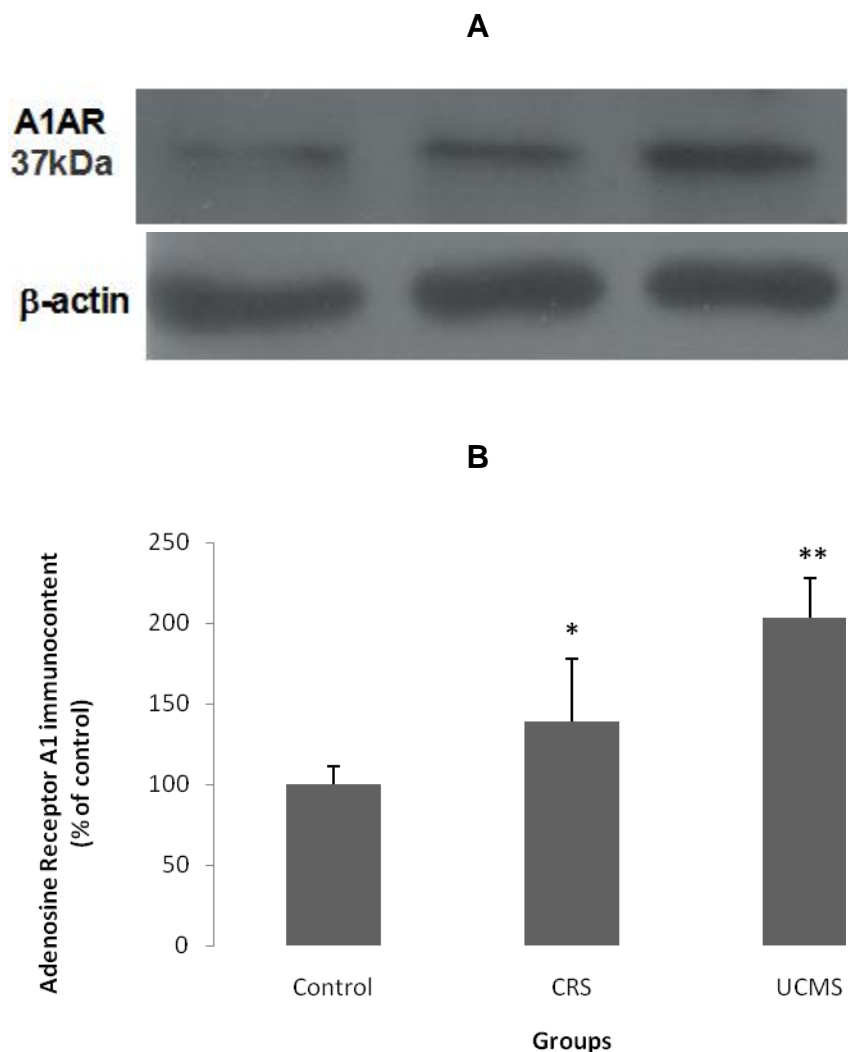 A
A1AR
37kDa
β-actin
B
Adenosine Receptor A1 immunocontent
(% of control)
250
200
150
100
50
0
*
**
Control
CRS
UCMS
Groups